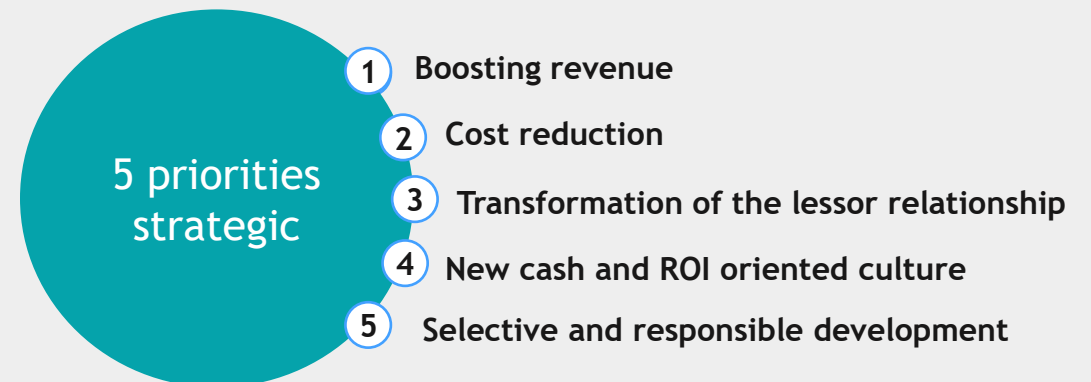 5 priorities
strategic
1 Boosting revenue
2 Cost reduction
3 Transformation of the lessor relationship
4 New cash and ROI oriented culture
5 Selective and responsible development